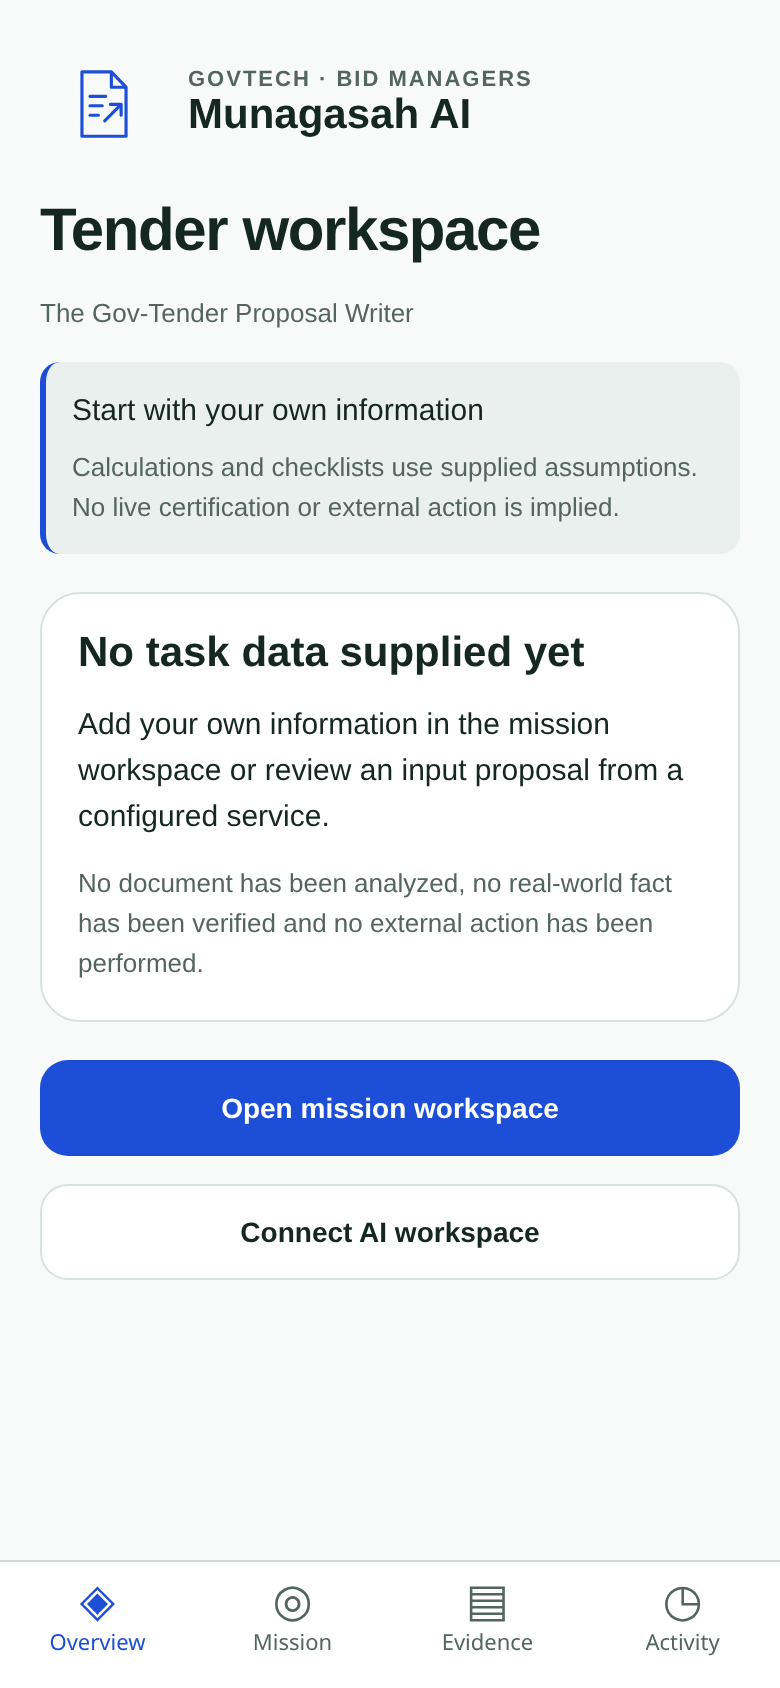 GOVTECH · BID MANAGERS
Munagasah AI
Tender workspace
The Gov-Tender Proposal Writer
Start with your own information
Calculations and checklists use supplied assumptions.
No live certification or external action is implied.
No task data supplied yet
Add your own information in the mission
workspace or review an input proposal from a
configured service.
No document has been analyzed, no real-world fact
has been verified and no external action has been
performed.
Open mission workspace
Connect AI workspace
Overview
Mission
Evidence
Activity